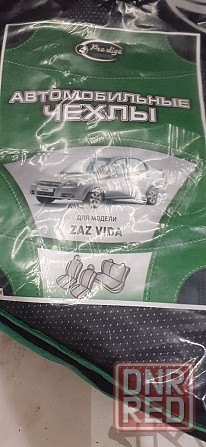 Prestige
АВТОМОБИЛЬНЫЕ
ЧЕХЛЫ
ДЛЯ МОДЕЛИ
ZAZ VIDA
DNR
RED